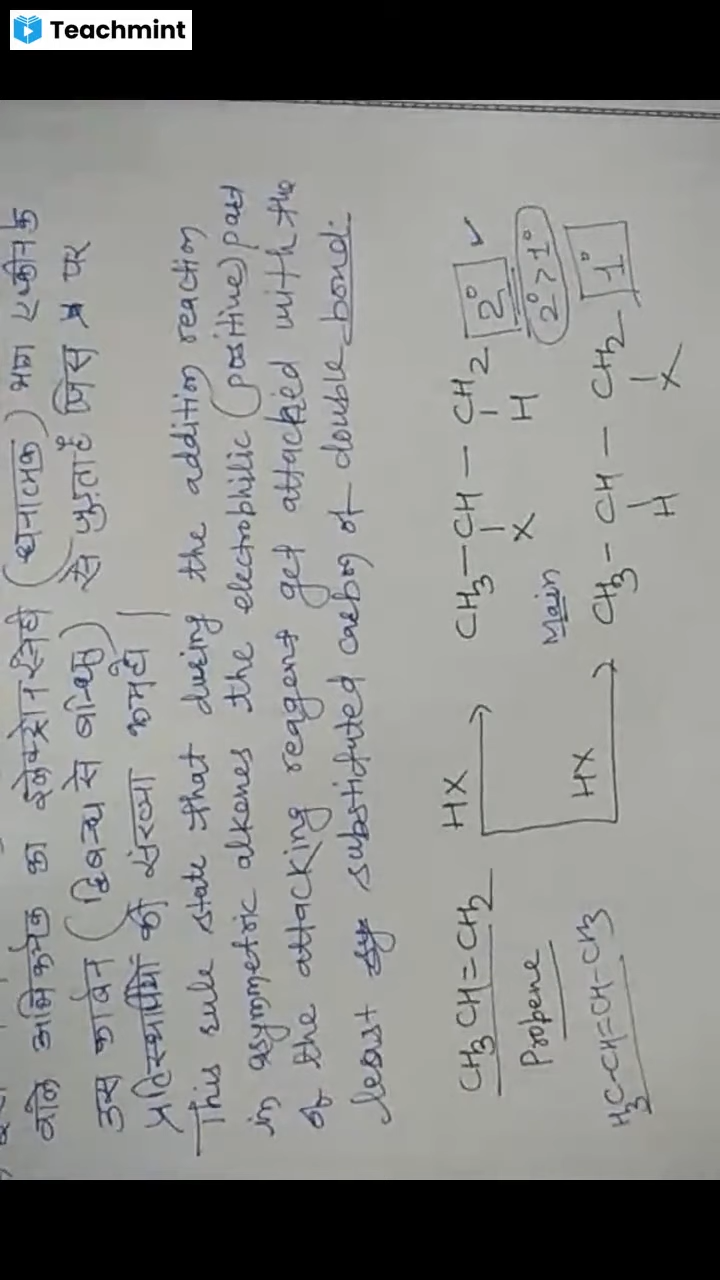 Teachmint
वाले अभिकर्मक का इलेक्ट्रोनस्नेही (धनात्मक) भाग एल्कीन के
उस कार्बन (द्विबन्ध से बन्धित) से जुड़ता है जिस पर
प्रतिस्थापियों की संख्या कम हो।
This rule state that during the addition reaction
in asymmetric alkenes the electrophilic (positive) part
of the attacking reagent get attached with the
least substituted carbon of double bond.
CH3CH=CH2 HX CH3-CH-CH2 2°
X H
Propene Main 2°>1°
H3C-CH=CH-CH3 HX CH3-CH-CH2 1°
H X